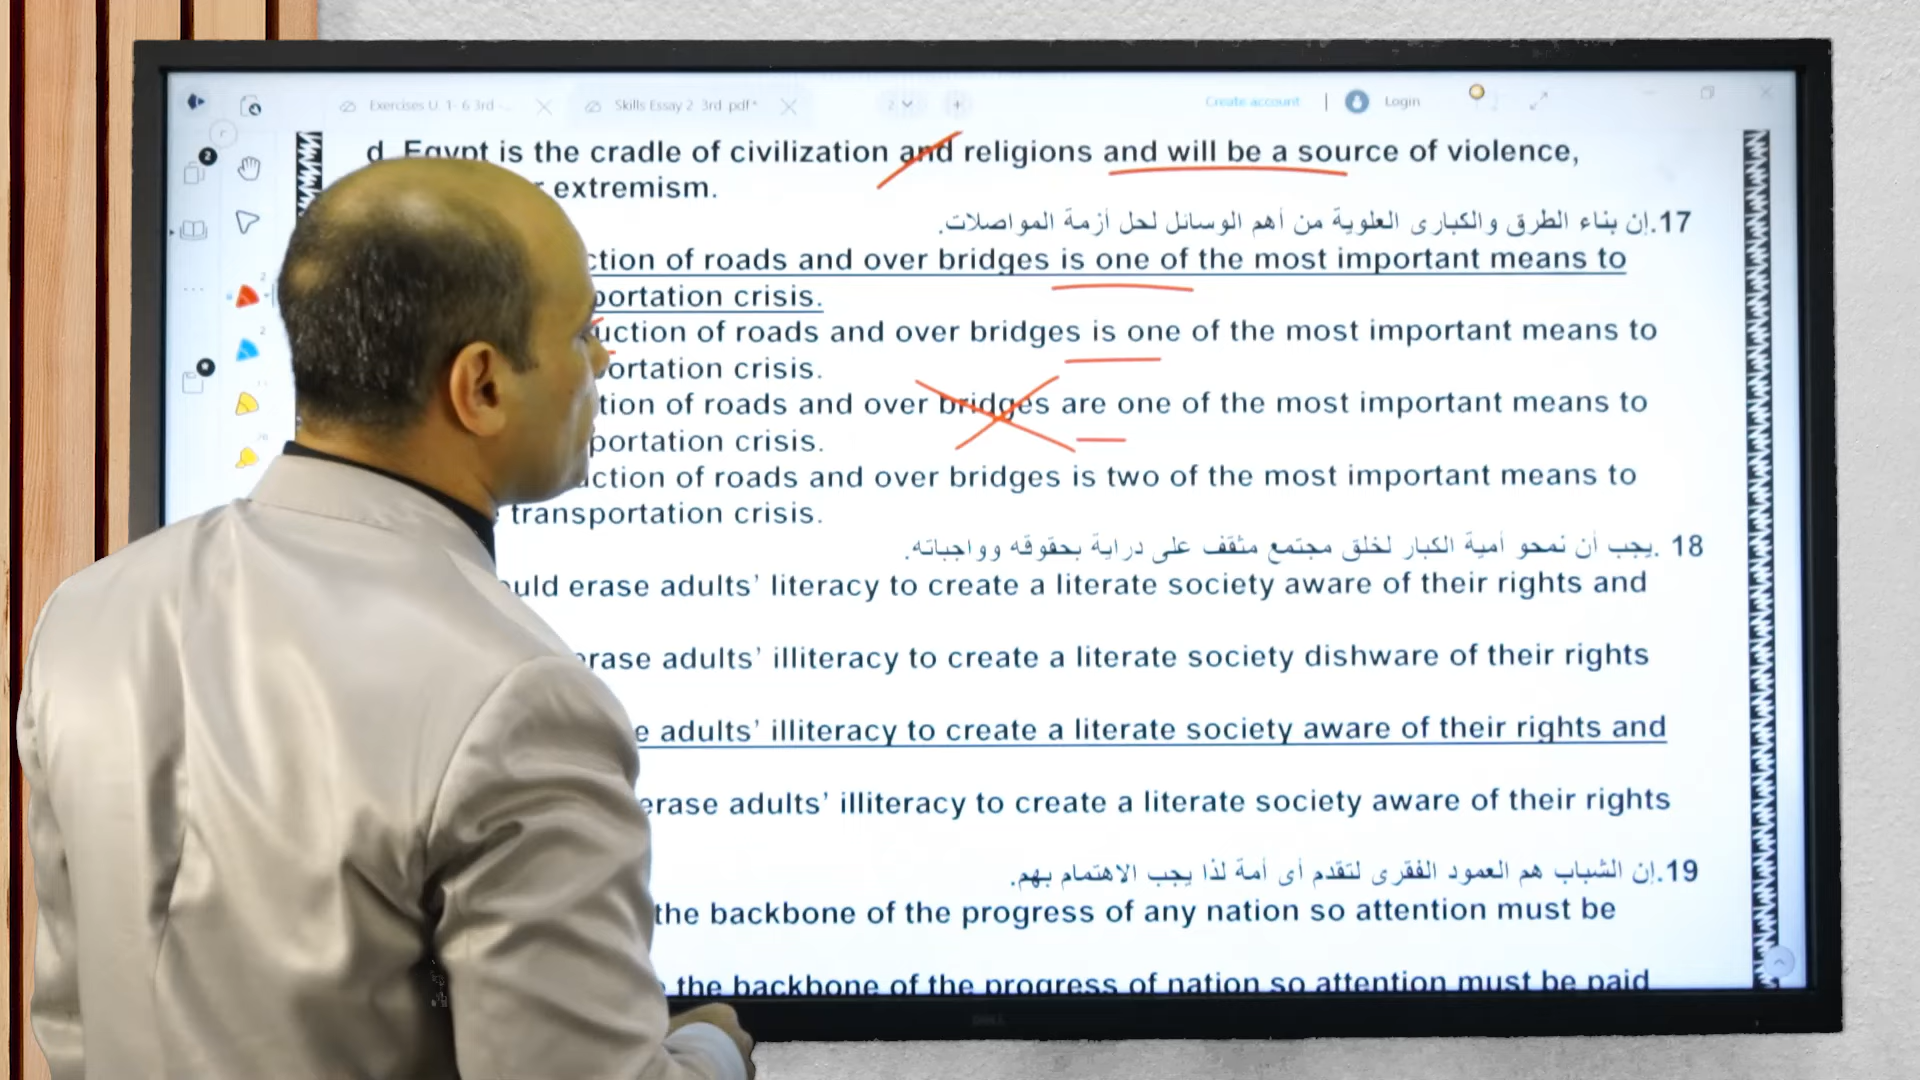 Exercises U. 1- 6 3rd
Skills Essay 2 3rd pdf*
2
Create account
Login
d. Egypt is the cradle of civilization and religions and will be a source of violence,
extremism.
17.إن بناء الطرق والكبارى العلوية من أهم الوسائل لحل أزمة المواصلات.
ction of roads and over bridges is one of the most important means to
portation crisis.
uction of roads and over bridges is one of the most important means to
portation crisis.
tion of roads and over bridges are one of the most important means to
portation crisis.
ction of roads and over bridges is two of the most important means to
transportation crisis.
18 .يجب أن نمحو أمية الكبار لخلق مجتمع مثقف على دراية بحقوقه وواجباته.
uld erase adults’ literacy to create a literate society aware of their rights and
erase adults’ illiteracy to create a literate society dishware of their rights
e adults’ illiteracy to create a literate society aware of their rights and
erase adults’ illiteracy to create a literate society aware of their rights
19.إن الشباب هم العمود الفقرى لتقدم أى أمة لذا يجب الاهتمام بهم.
the backbone of the progress of any nation so attention must be
the backbone of the progress of nation so attention must be paid